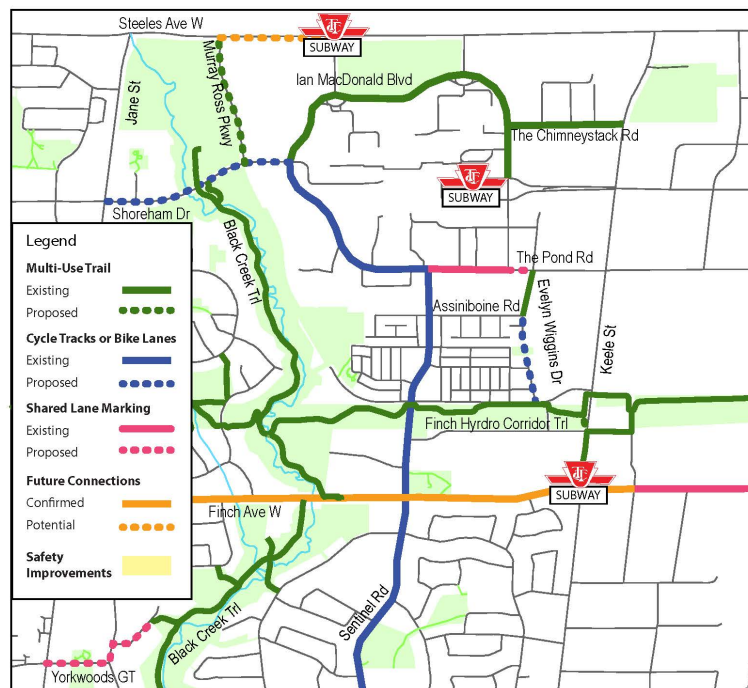 Steeles Ave W
TTC
SUBWAY
Murray Ross Pkwy
Ian MacDonald Blvd
Jane St
The Chimneystack Rd
TTC
SUBWAY
Shoreham Dr
Black Creek Trl
The Pond Rd
Assiniboine Rd
Evelyn Wiggins Dr
Keele St
Finch Hyrdro Corridor Trl
TTC
SUBWAY
Finch Ave W
Sentinel Rd
Black Creek Trl
Yorkwoods GT
Legend
Multi-Use Trail
Existing
Proposed
Cycle Tracks or Bike Lanes
Existing
Proposed
Shared Lane Marking
Existing
Proposed
Future Connections
Confirmed
Potential
Safety
Improvements